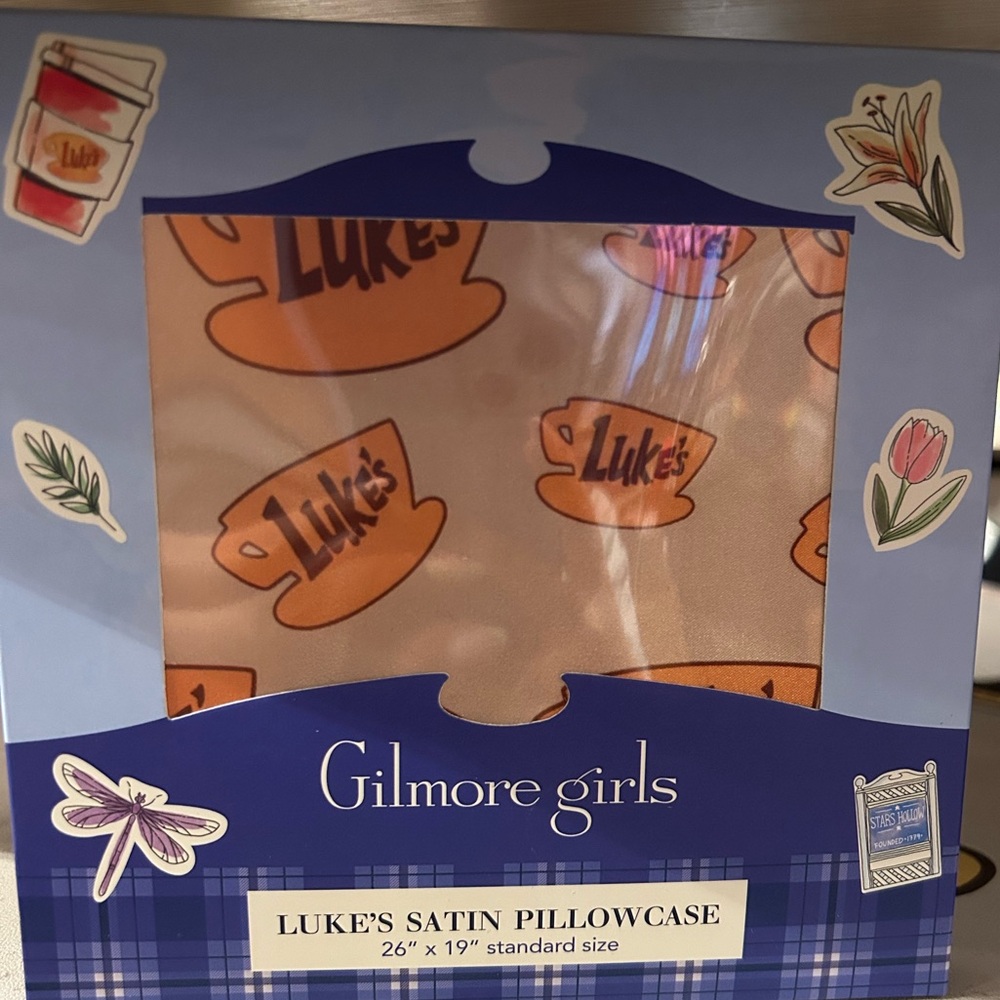 Luke's
LUKE'S
LUKE'S
LUKE'S
LUKE'S
Gilmore girls
STARS HOLLOW
FOUNDED·1779·
LUKE'S SATIN PILLOWCASE
26" x 19" standard size